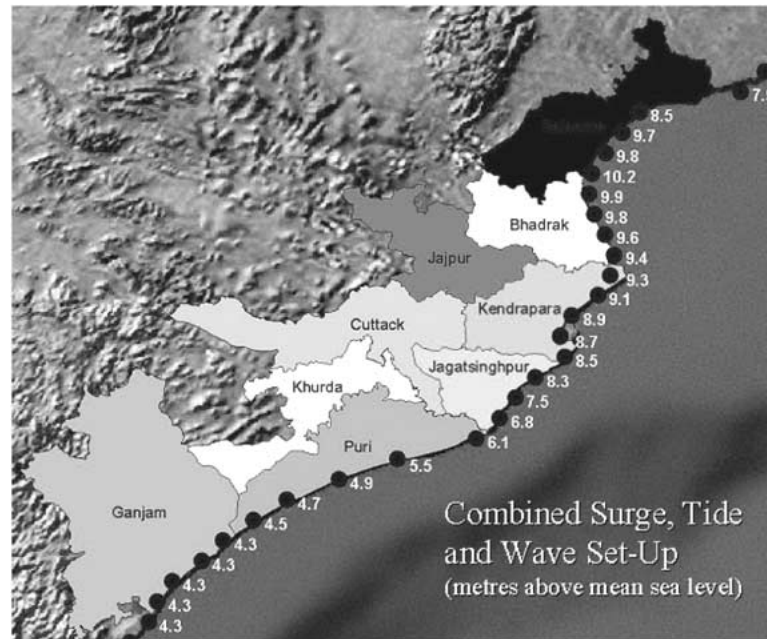 7.5
8.5
9.7
9.8
10.2
9.9
Bhadrak
9.8
9.6
Jajpur
9.4
9.3
Kendrapara
9.1
Cuttack
8.9
8.7
Jagatsinghpur
8.5
Khurda
8.3
7.5
6.8
Puri
6.1
5.5
4.9
Ganjam
4.7
4.5
4.3
4.3
4.3
4.3
4.3
Combined Surge, Tide
and Wave Set-Up
(metres above mean sea level)